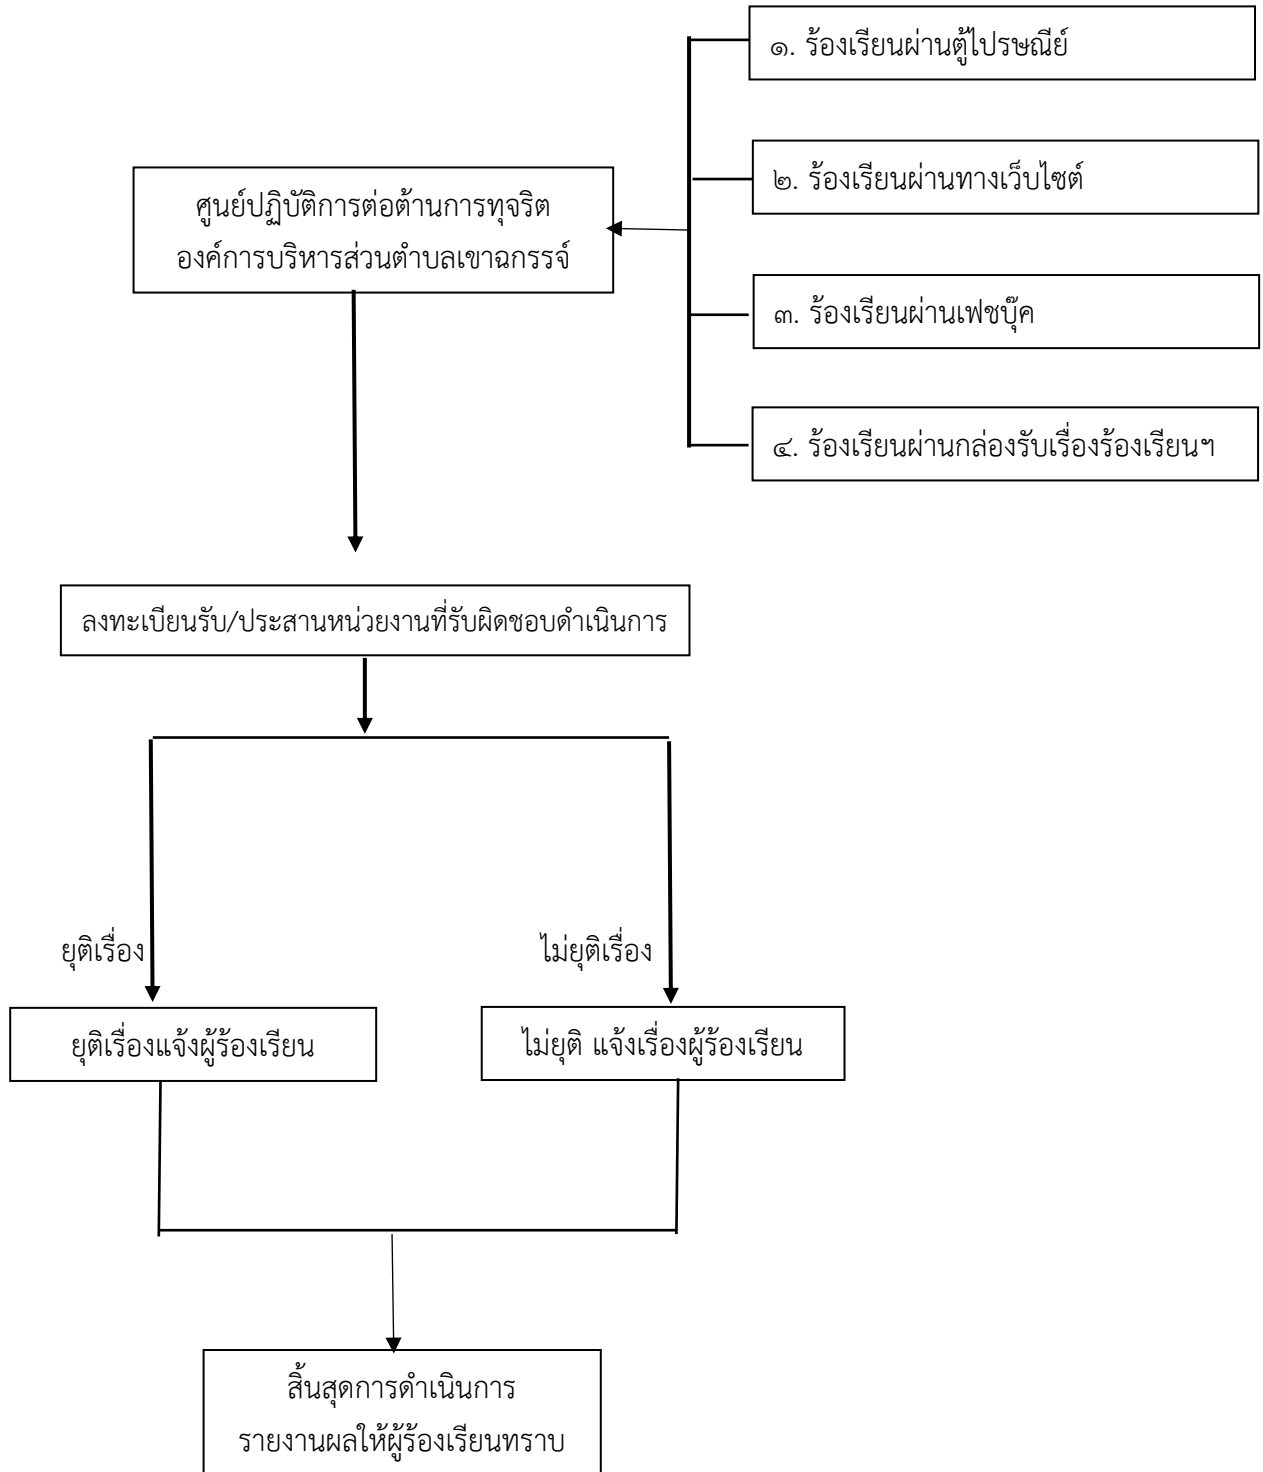 ๑. ร้องเรียนผ่านตู้ไปรษณีย์
๒. ร้องเรียนผ่านทางเว็บไซต์
ศูนย์ปฏิบัติการต่อต้านการทุจริต
องค์การบริหารส่วนตำบลเขาฉกรรจ์
๓. ร้องเรียนผ่านเฟชบุ๊ค
๔. ร้องเรียนผ่านกล่องรับเรื่องร้องเรียนฯ
ลงทะเบียนรับ/ประสานหน่วยงานที่รับผิดชอบดำเนินการ
ยุติเรื่อง
ไม่ยุติเรื่อง
ยุติเรื่องแจ้งผู้ร้องเรียน
ไม่ยุติ แจ้งเรื่องผู้ร้องเรียน
สิ้นสุดการดำเนินการ
รายงานผลให้ผู้ร้องเรียนทราบ